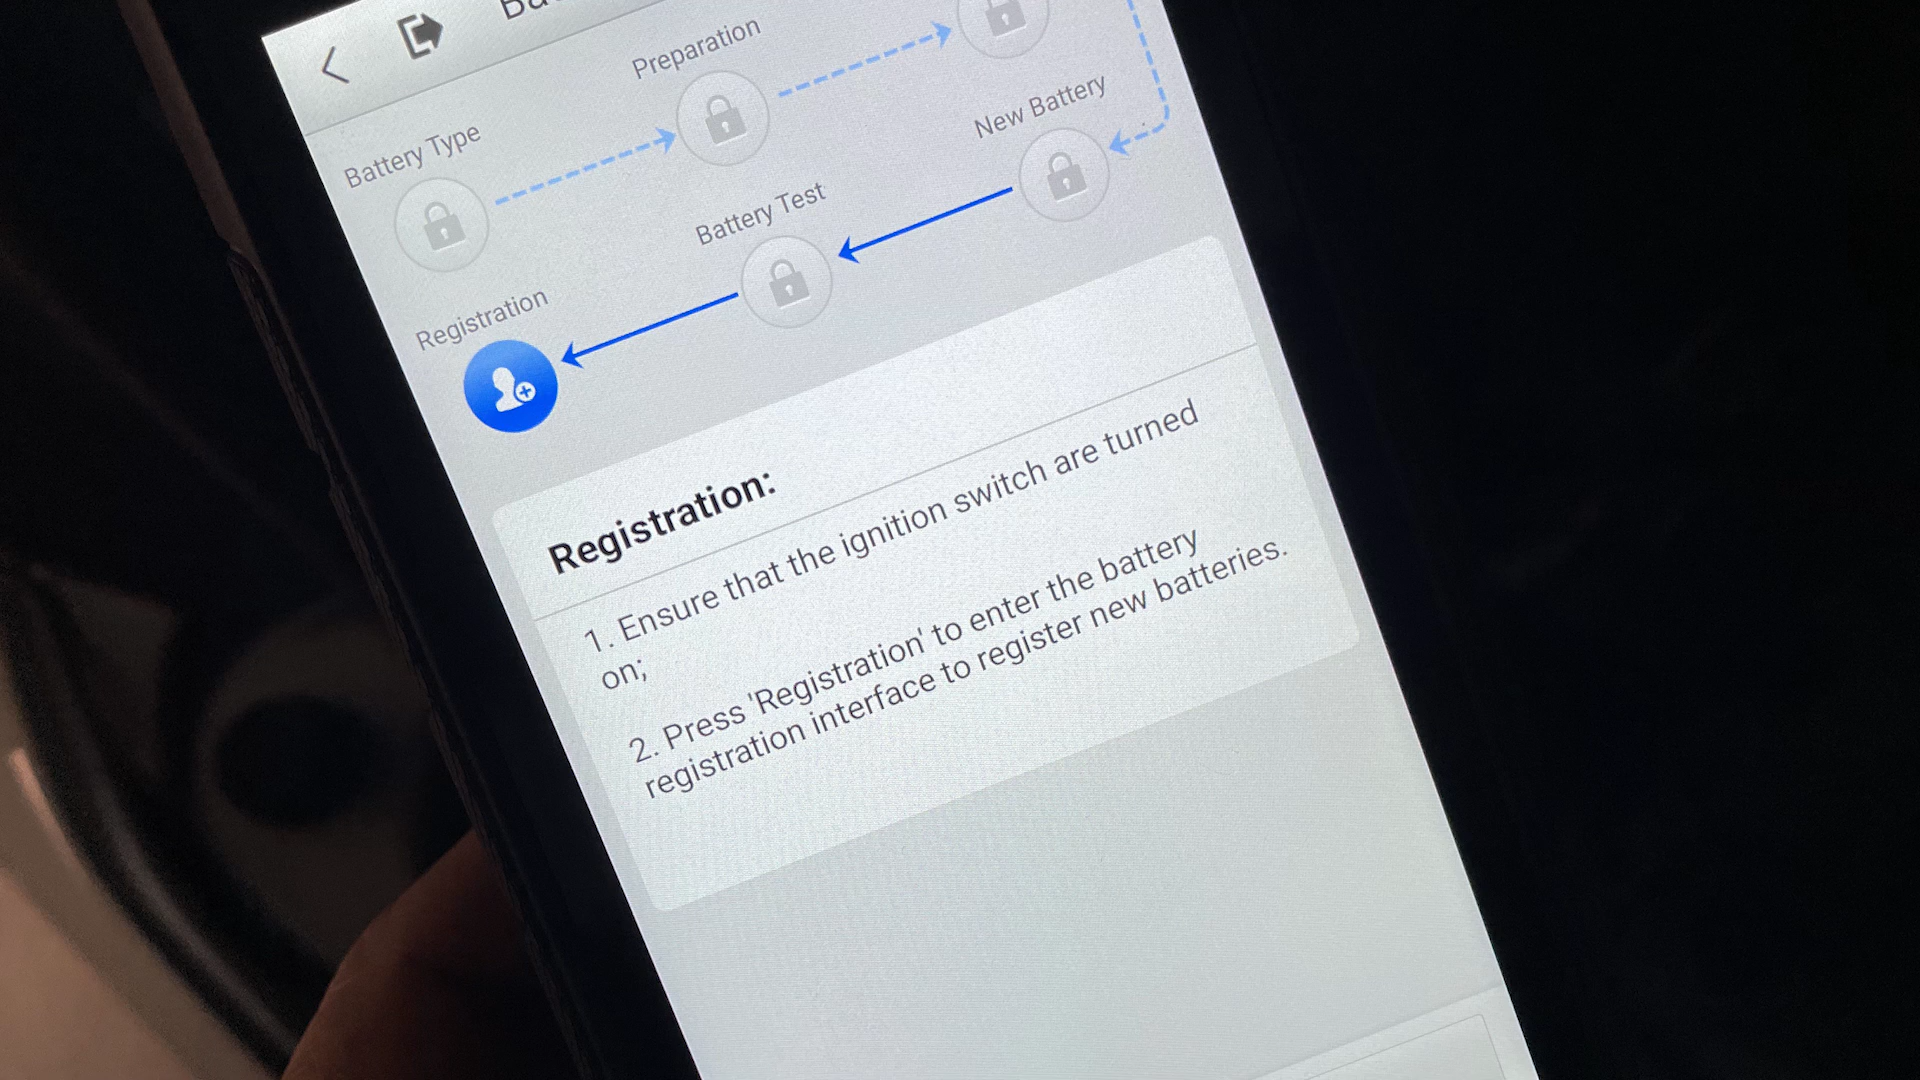 Preparation
Battery Type
New Battery
Battery Test
Registration
Registration:
1. Ensure that the ignition switch are turned
on;
2. Press 'Registration' to enter the battery
registration interface to register new batteries.